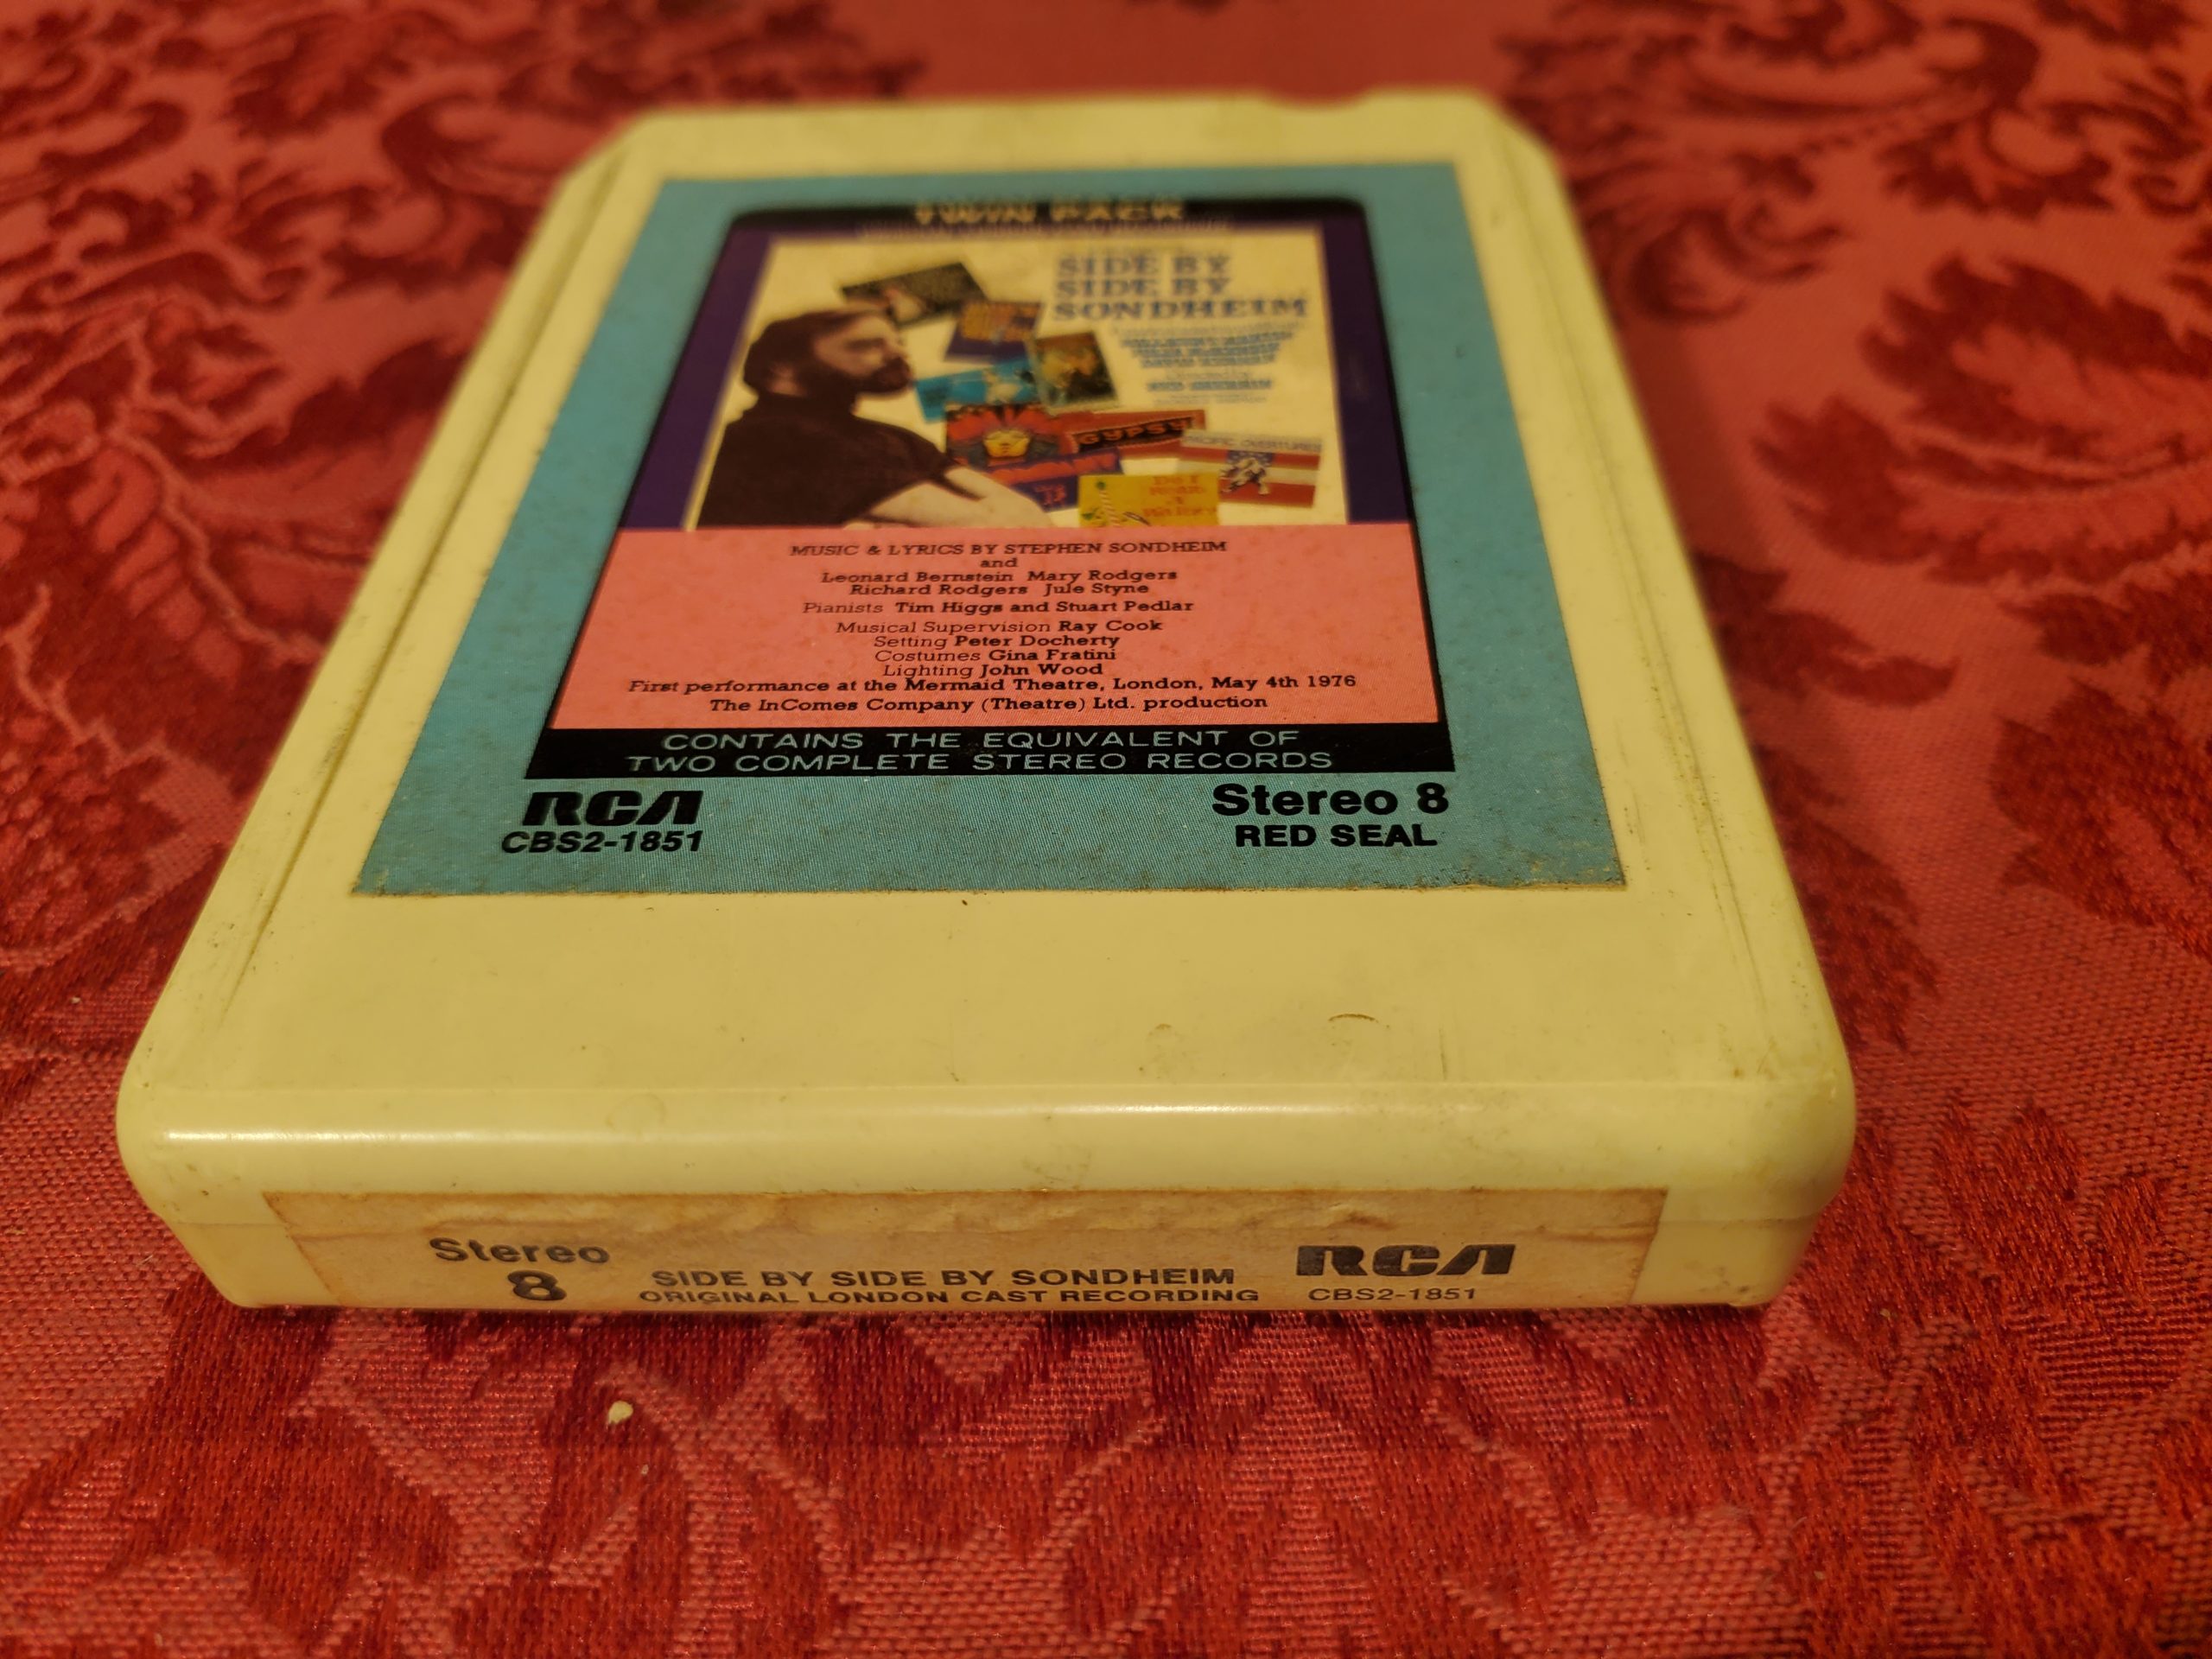 TWIN PACK
SIDE BY
SIDE BY
SONDHEIM
GYPSY
PACIFIC OVERTURES
MUSIC & LYRICS BY STEPHEN SONDHEIM
and
Leonard Bernstein Mary Rodgers
Richard Rodgers Jule Styne
Pianists Tim Higgs and Stuart Pedlar
Musical Supervision Ray Cook
Setting Peter Docherty
Costumes Gina Fratini
Lighting John Wood
First performance at the Mermaid Theatre, London, May 4th 1976
The InComes Company (Theatre) Ltd. production
CONTAINS THE EQUIVALENT OF
TWO COMPLETE STEREO RECORDS
RCA
CBS2-1851
Stereo 8
RED SEAL
Stereo
8
SIDE BY SIDE BY SONDHEIM
ORIGINAL LONDON CAST RECORDING
RCA
CBS2-1851